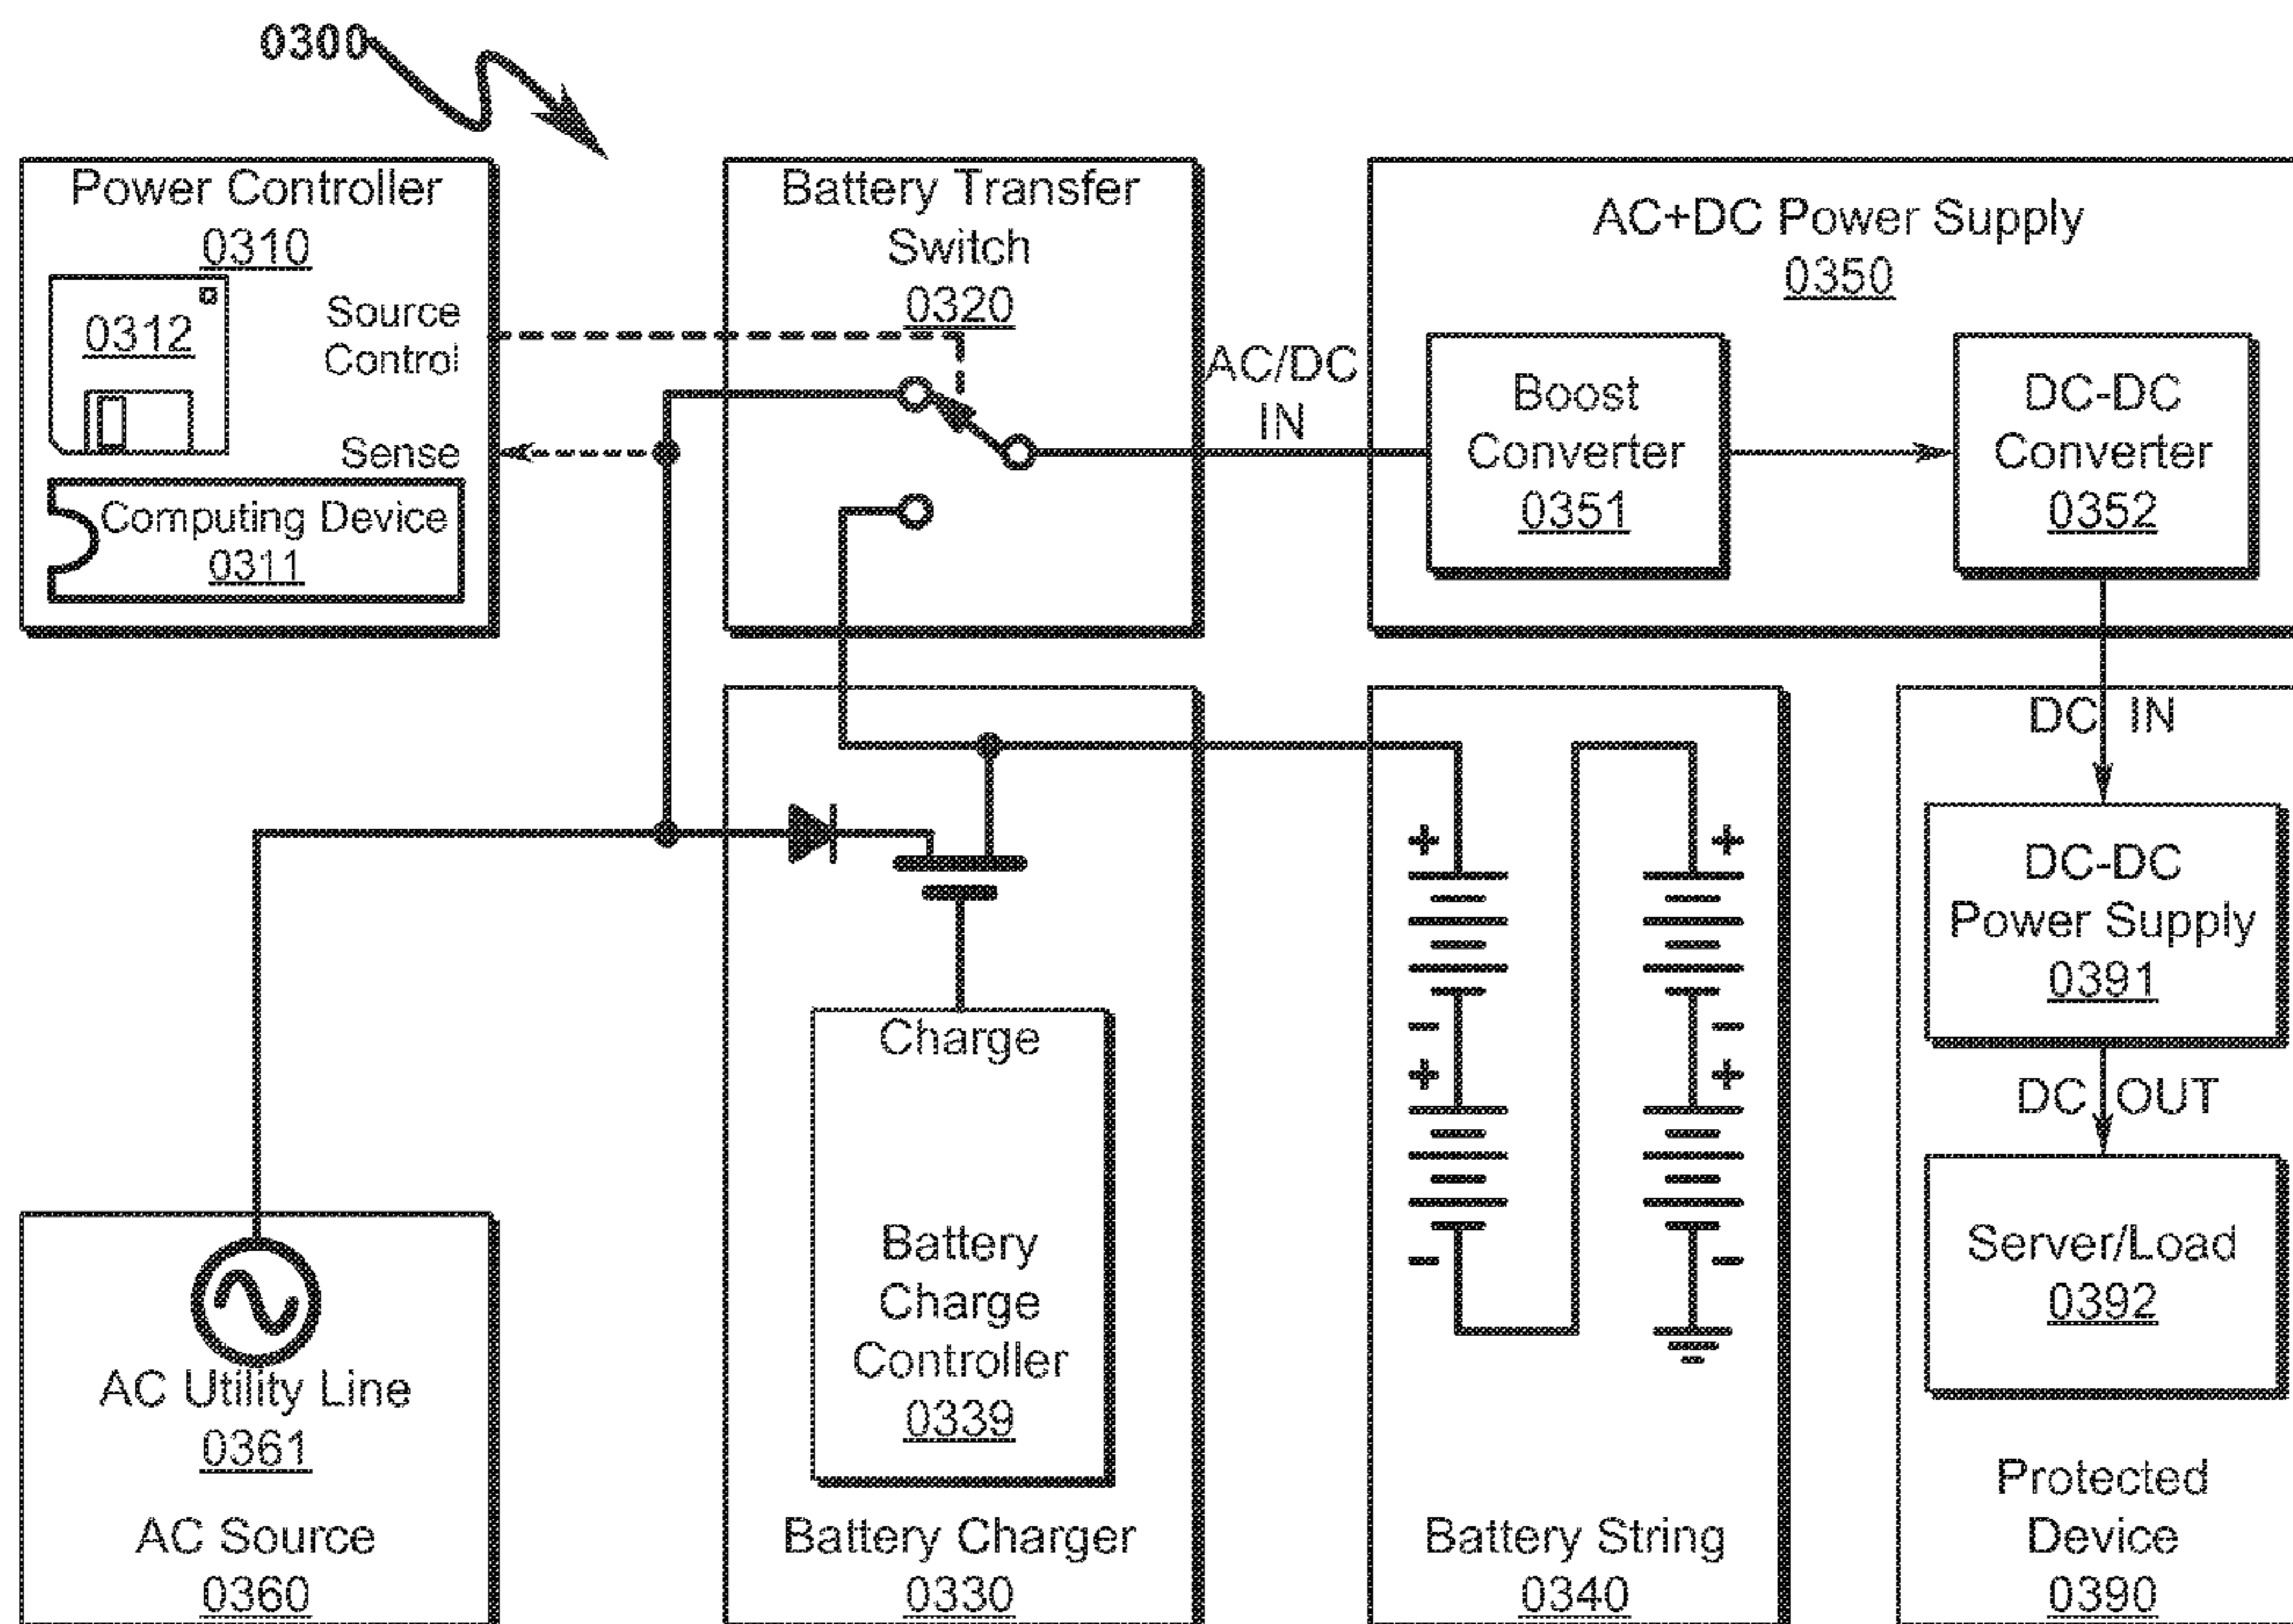 0300
Power Controller
0310
0312
Source
Control
Sense
Computing Device
0311
Battery Transfer
Switch
0320
AC/DC
IN
AC+DC Power Supply
0350
Boost
Converter
0351
DC-DC
Converter
0352
DC IN
DC-DC
Power Supply
0391
DC OUT
Server/Load
0392
Protected
Device
0390
Charge
Battery
Charge
Controller
0339
Battery Charger
0330
+
+
-
-
+
+
-
-
Battery String
0340
AC Utility Line
0361
AC Source
0360